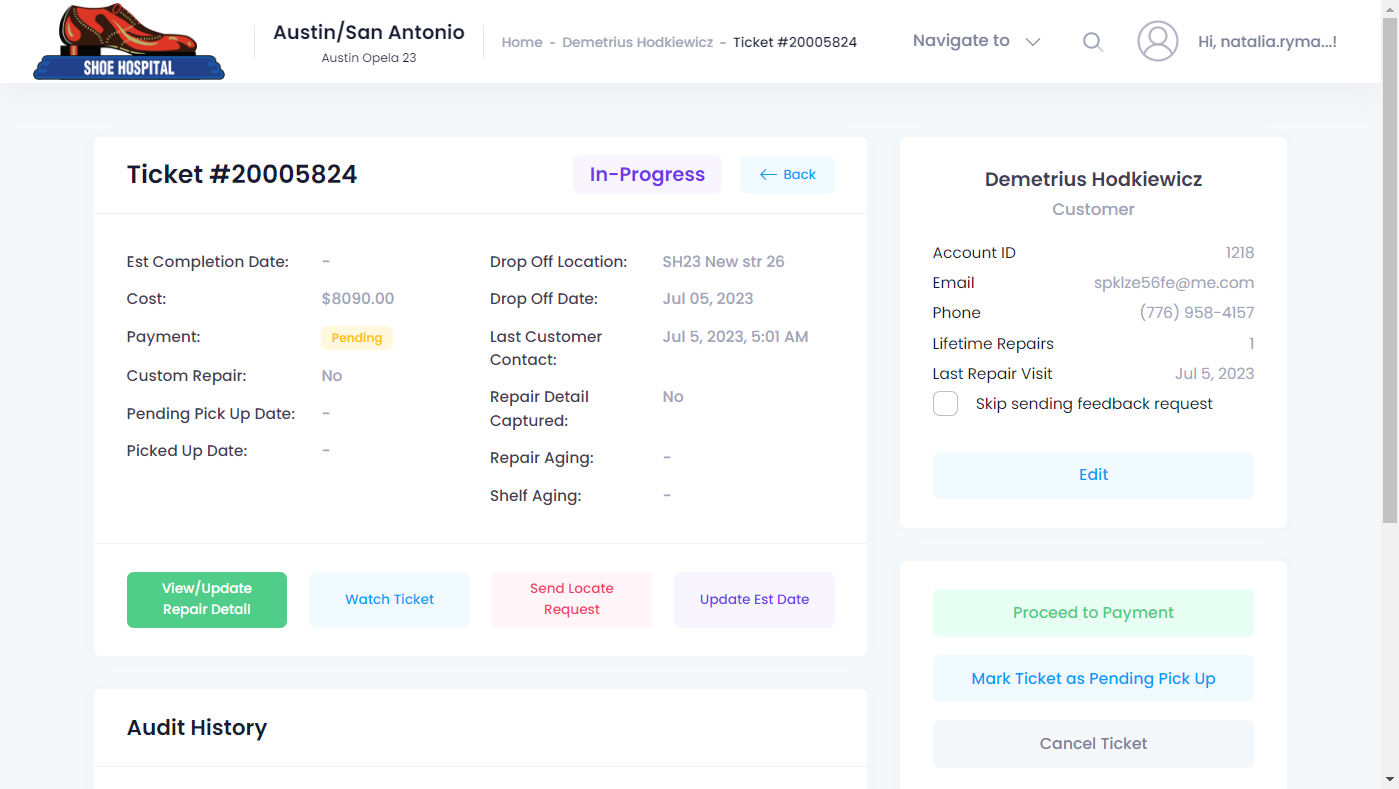 SHOE HOSPITAL
Austin/San Antonio
Austin Opela 23
Home - Demetrius Hodkiewicz - Ticket #20005824
Navigate to
Hi, natalia.ryma...!
Ticket #20005824
In-Progress
Back
Est Completion Date: -
Cost: $8090.00
Payment: Pending
Custom Repair: No
Pending Pick Up Date: -
Picked Up Date: -
Drop Off Location: SH23 New str 26
Drop Off Date: Jul 05, 2023
Last Customer Jul 5, 2023, 5:01 AM
Contact:
Repair Detail No
Captured:
Repair Aging: -
Shelf Aging: -
View/Update
Repair Detail
Watch Ticket
Send Locate
Request
Update Est Date
Audit History
Demetrius Hodkiewicz
Customer
Account ID 1218
Email spklze56fe@me.com
Phone (776) 958-4157
Lifetime Repairs 1
Last Repair Visit Jul 5, 2023
Skip sending feedback request
Edit
Proceed to Payment
Mark Ticket as Pending Pick Up
Cancel Ticket